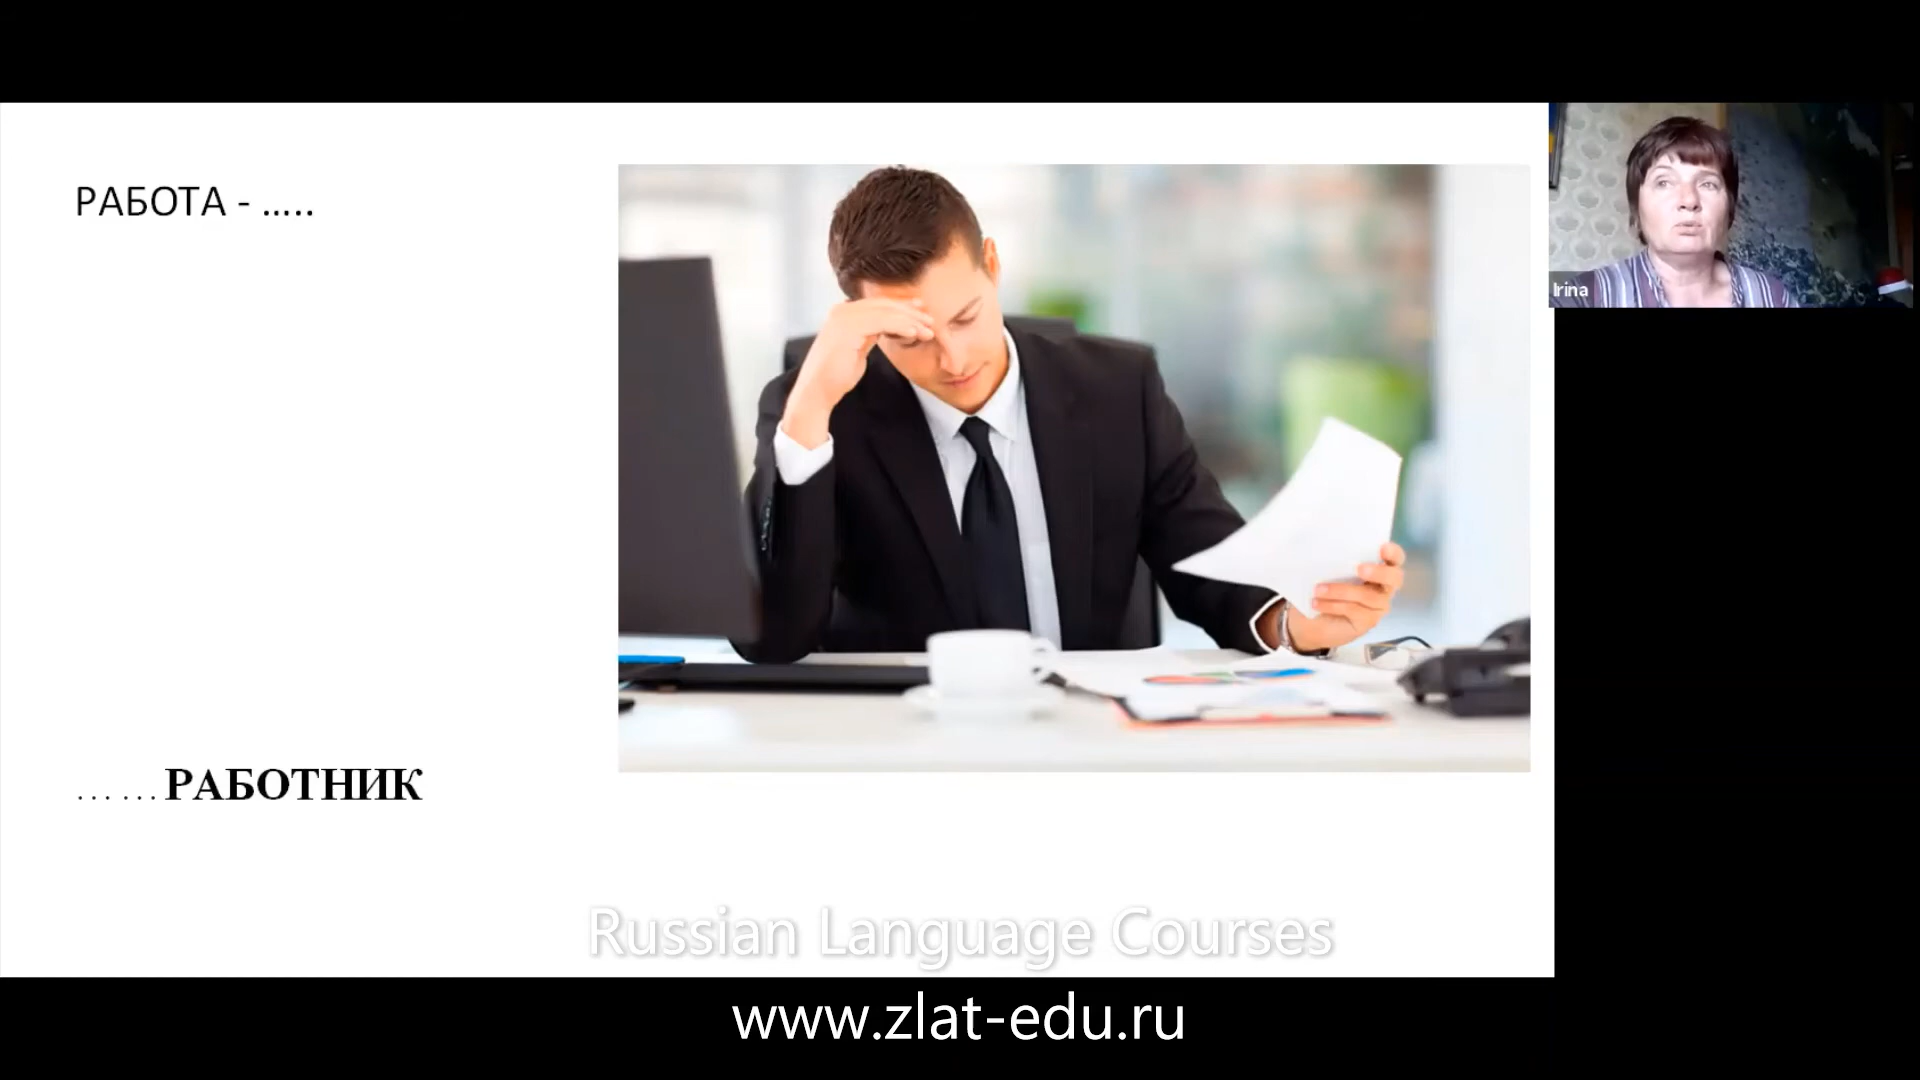 РАБОТА - .....
Irina
... ... РАБОТНИК
Russian Language Courses
www.zlat-edu.ru